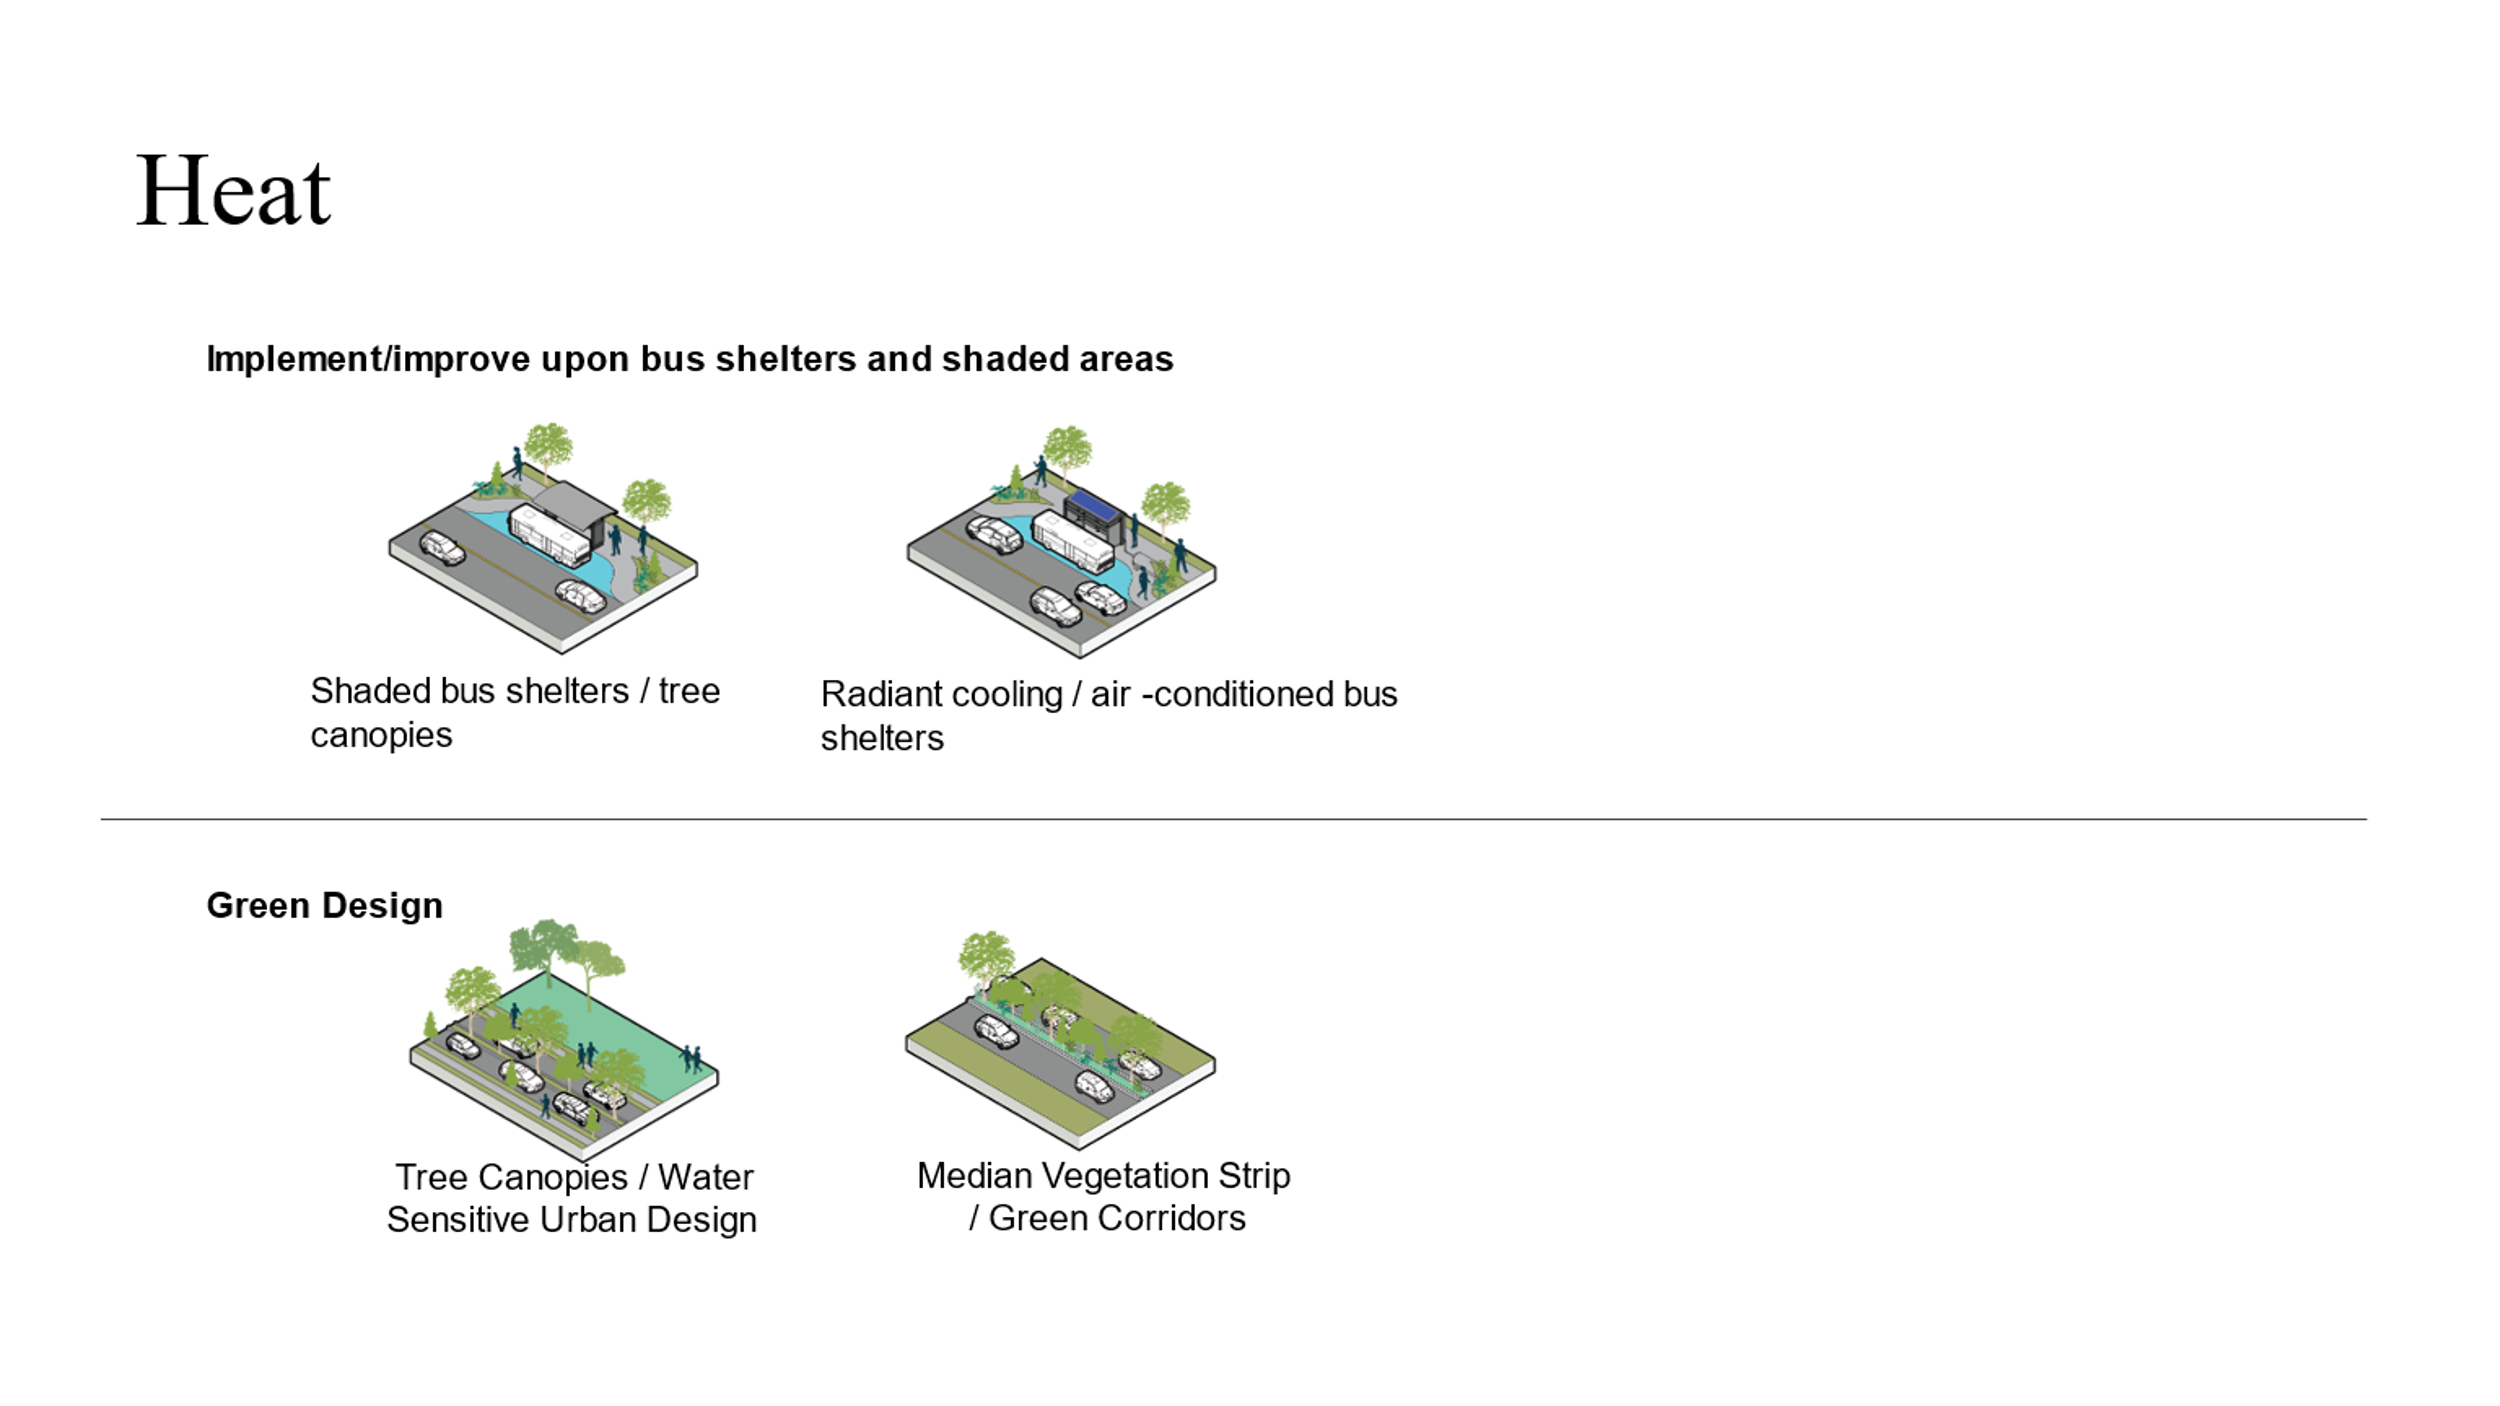 Heat
Implement/improve upon bus shelters and shaded areas
Shaded bus shelters / tree
canopies
Radiant cooling / air -conditioned bus
shelters
Green Design
Tree Canopies / Water
Sensitive Urban Design
Median Vegetation Strip
/ Green Corridors